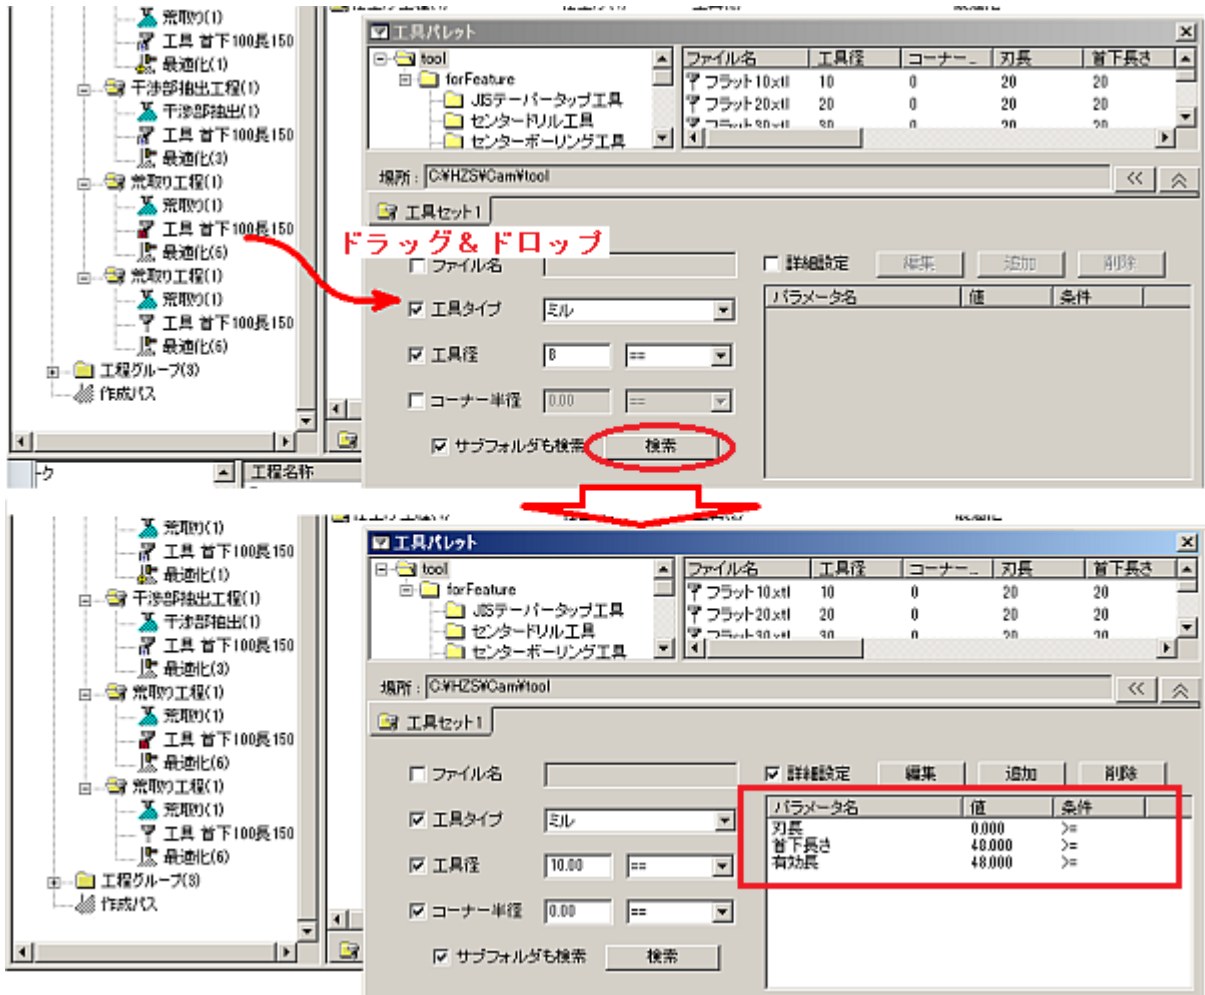 荒取り(1)
工具 首下100長150
最適化(1)
干渉部抽出工程(1)
干渉部抽出(1)
工具 首下100長150
最適化(3)
荒取り工程(1)
荒取り(1)
工具 首下100長150
最適化(6)
荒取り工程(1)
荒取り(1)
工具 首下100長150
最適化(6)
工程グループ(3)
作成パス
ーク
工程名称
工具パレット
tool
forFeature
JISテーパータップ工具
センタードリル工具
センターボーリング工具
ファイル名 工具径 コーナー... 刃長 首下長さ
フラット10.xtl 10 0 20 20
フラット20.xtl 20 0 20 20
フラット30.xtl 30 0 20 20
場所 : C:¥HZS¥Cam¥tool
<<
工具セット1
ドラッグ&ドロップ
ファイル名
詳細設定 編集 追加 削除
パラメータ名 値 条件
工具タイプ ミル
工具径 8 ==
コーナー半径 0.00 ==
サブフォルダも検索 検索
荒取り(1)
工具 首下100長150
最適化(1)
干渉部抽出工程(1)
干渉部抽出(1)
工具 首下100長150
最適化(3)
荒取り工程(1)
荒取り(1)
工具 首下100長150
最適化(6)
荒取り工程(1)
荒取り(1)
工具 首下100長150
最適化(6)
工程グループ(3)
作成パス
工具パレット
tool
forFeature
JISテーパータップ工具
センタードリル工具
センターボーリング工具
ファイル名 工具径 コーナー... 刃長 首下長さ
フラット10.xtl 10 0 20 20
フラット20.xtl 20 0 20 20
フラット30.xtl 30 0 20 20
場所 : C:¥HZS¥Cam¥tool
<<
工具セット1
ファイル名
詳細設定 編集 追加 削除
パラメータ名 値 条件
刃長 0.000 >=
首下長さ 48.000 >=
有効長 48.000 >=
工具タイプ ミル
工具径 10.00 ==
コーナー半径 0.00 ==
サブフォルダも検索 検索